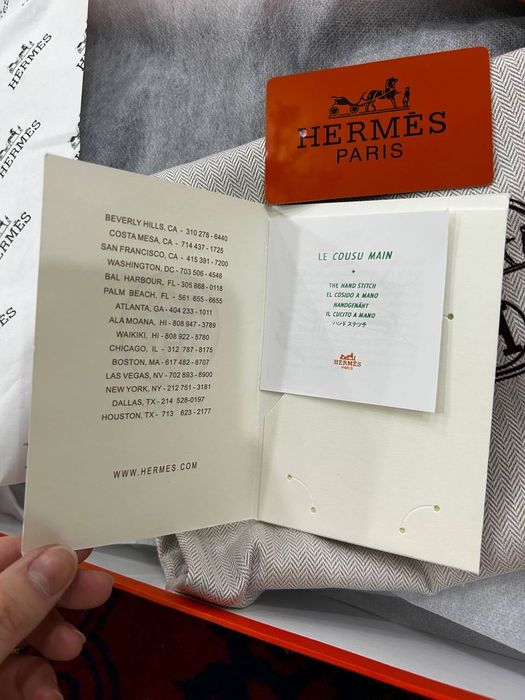 HERMÈS
PARIS
BEVERLY HILLS, CA - 310 278 - 6440
COSTA MESA, CA - 714 437 - 1725
SAN FRANCISCO, CA - 415 391 - 7200
WASHINGTON, DC - 703 506 - 4546
BAL HARBOUR, FL - 305 868 - 0118
PALM BEACH, FL - 561 655 - 6655
ATLANTA, GA - 404 233 - 1011
ALA MOANA, HI - 808 947 - 3789
WAIKIKI, HI - 808 922 - 5780
CHICAGO, IL - 312 787 - 8175
BOSTON, MA - 617 482 - 8707
LAS VEGAS, NV - 702 893 - 8900
NEW YORK, NY - 212 751 - 3181
DALLAS, TX - 214 528-0197
HOUSTON, TX - 713 623 - 2177
WWW.HERMES.COM
LE COUSU MAIN
THE HAND STITCH
EL COSIDO A MANO
HANDGENÄHT
IL CUCITO A MANO
ハンド ステッチ
HERMÈS
PARIS
HERMÈS
HERMÈS
HERMÈS
HERMÈS